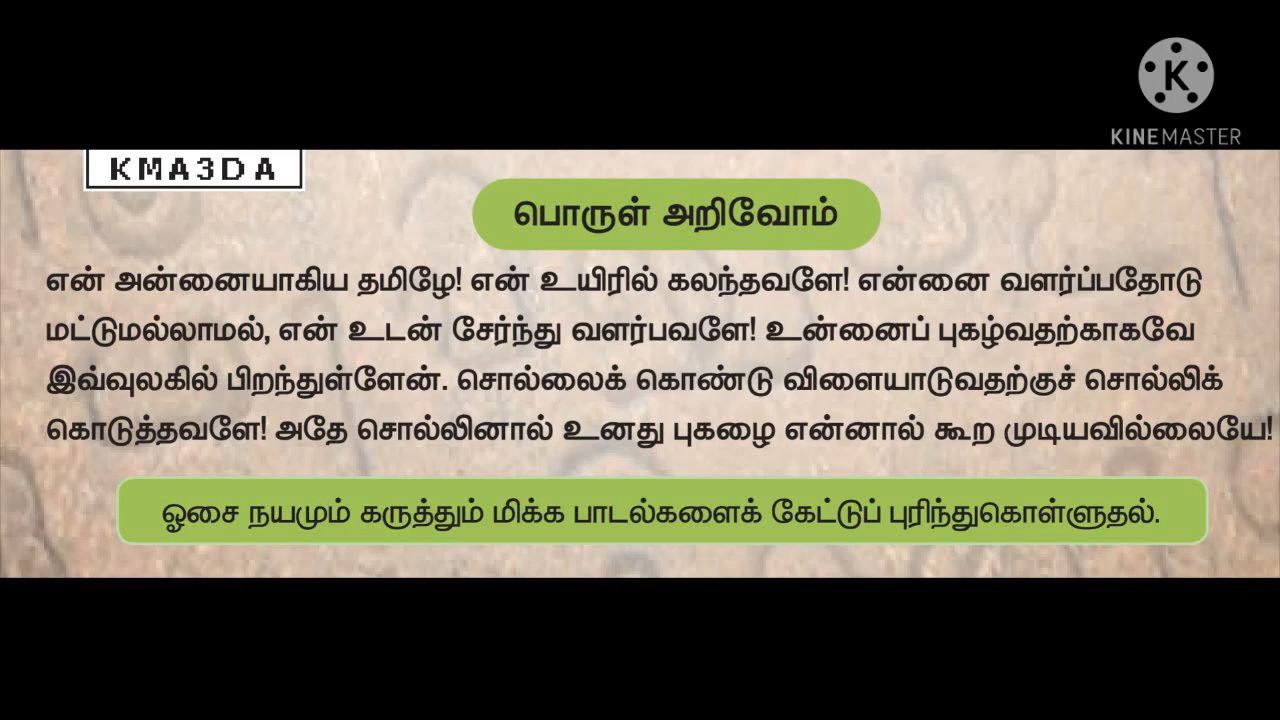 KINEMASTER
KMA3DA
பொருள் அறிவோம்
என் அன்னையாகிய தமிழே! என் உயிரில் கலந்தவளே! என்னை வளர்ப்பதோடு
மட்டுமல்லாமல், என் உடன் சேர்ந்து வளர்பவளே! உன்னைப் புகழ்வதற்காகவே
இவ்வுலகில் பிறந்துள்ளேன். சொல்லைக் கொண்டு விளையாடுவதற்குச் சொல்லிக்
கொடுத்தவளே! அதே சொல்லினால் உனது புகழை என்னால் கூற முடியவில்லையே!
ஓசை நயமும் கருத்தும் மிக்க பாடல்களைக் கேட்டுப் புரிந்துகொள்ளுதல்.